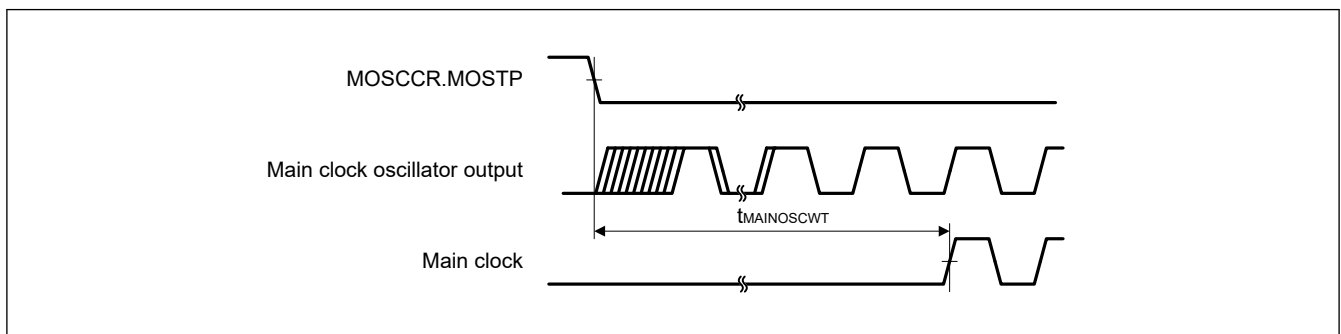 MOSCCR.MOSTP
Main clock oscillator output
tMAINOSCWT
Main clock